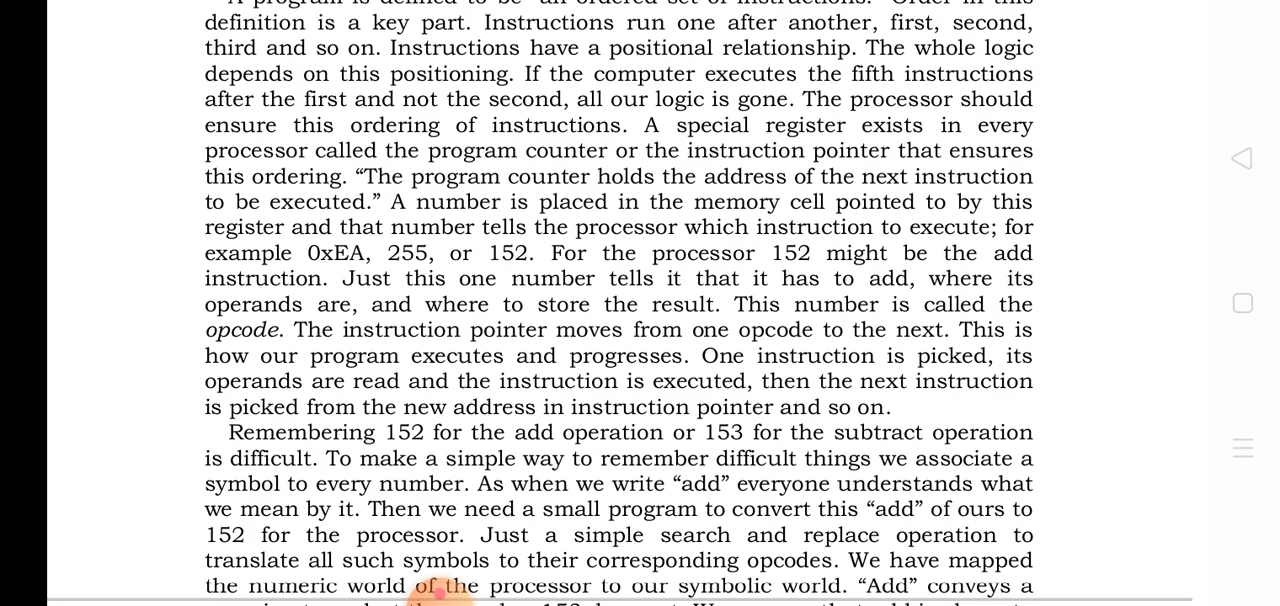 A program is defined to be "an ordered set of instructions." Order in this
definition is a key part. Instructions run one after another, first, second,
third and so on. Instructions have a positional relationship. The whole logic
depends on this positioning. If the computer executes the fifth instructions
after the first and not the second, all our logic is gone. The processor should
ensure this ordering of instructions. A special register exists in every
processor called the program counter or the instruction pointer that ensures
this ordering. “The program counter holds the address of the next instruction
to be executed.” A number is placed in the memory cell pointed to by this
register and that number tells the processor which instruction to execute; for
example 0xEA, 255, or 152. For the processor 152 might be the add
instruction. Just this one number tells it that it has to add, where its
operands are, and where to store the result. This number is called the
opcode. The instruction pointer moves from one opcode to the next. This is
how our program executes and progresses. One instruction is picked, its
operands are read and the instruction is executed, then the next instruction
is picked from the new address in instruction pointer and so on.
Remembering 152 for the add operation or 153 for the subtract operation
is difficult. To make a simple way to remember difficult things we associate a
symbol to every number. As when we write “add” everyone understands what
we mean by it. Then we need a small program to convert this “add” of ours to
152 for the processor. Just a simple search and replace operation to
translate all such symbols to their corresponding opcodes. We have mapped
the numeric world of the processor to our symbolic world. “Add” conveys a